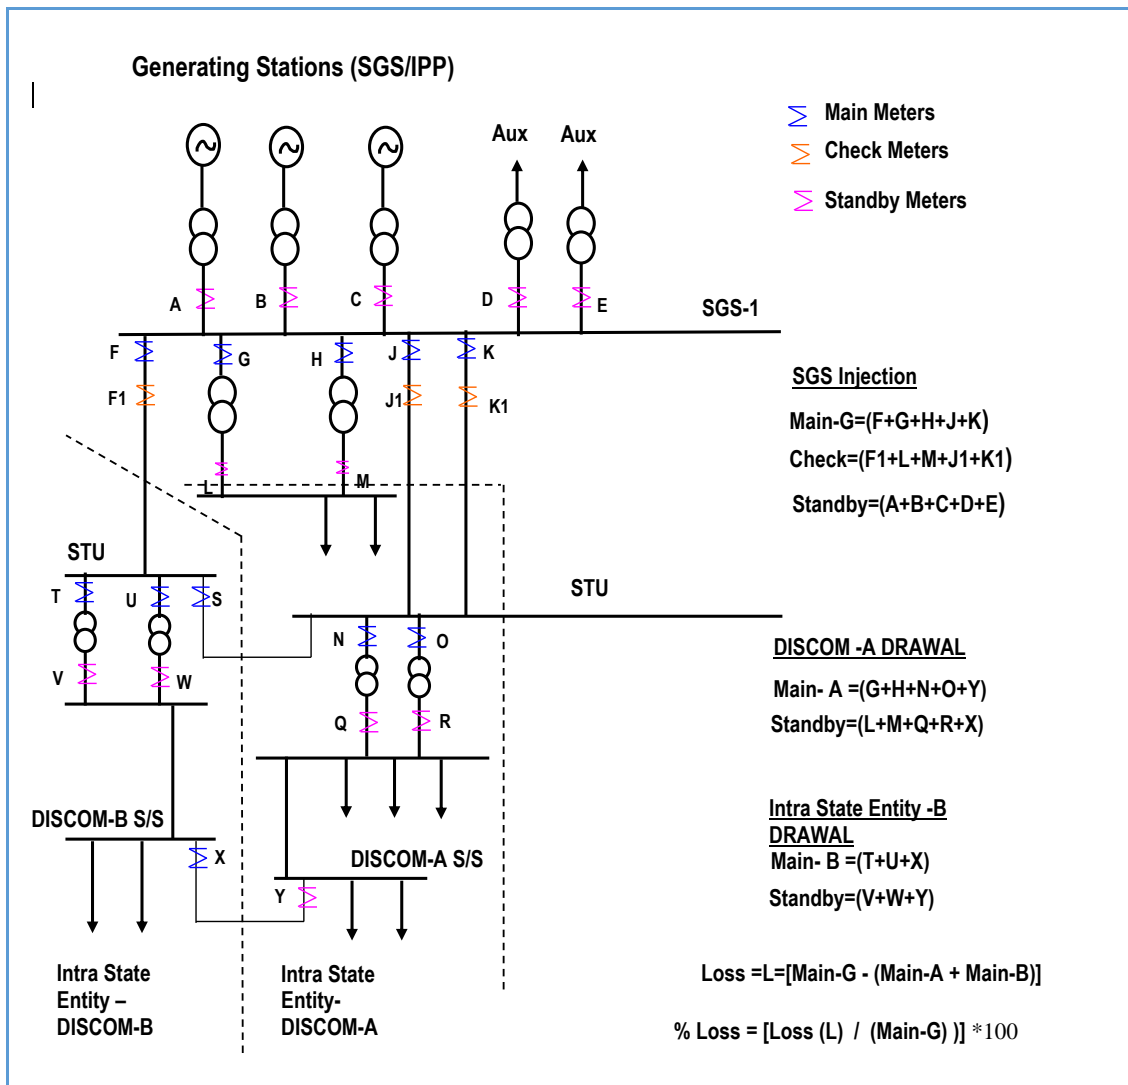 Generating Stations (SGS/IPP)
Main Meters
Check Meters
Standby Meters
Aux
Aux
A
B
C
D
E
SGS-1
F
G
H
J
K
F1
J1
K1
SGS Injection
Main-G=(F+G+H+J+K)
Check=(F1+L+M+J1+K1)
Standby=(A+B+C+D+E)
L
M
STU
STU
T
U
S
N
O
V
W
Q
R
DISCOM -A DRAWAL
Main- A =(G+H+N+O+Y)
Standby=(L+M+Q+R+X)
DISCOM-B S/S
X
DISCOM-A S/S
Y
Intra State Entity -B
DRAWAL
Main- B =(T+U+X)
Standby=(V+W+Y)
Intra State
Entity –
DISCOM-B
Intra State
Entity-
DISCOM-A
Loss =L=[Main-G - (Main-A + Main-B)]
% Loss = [Loss (L) / (Main-G) )] *100